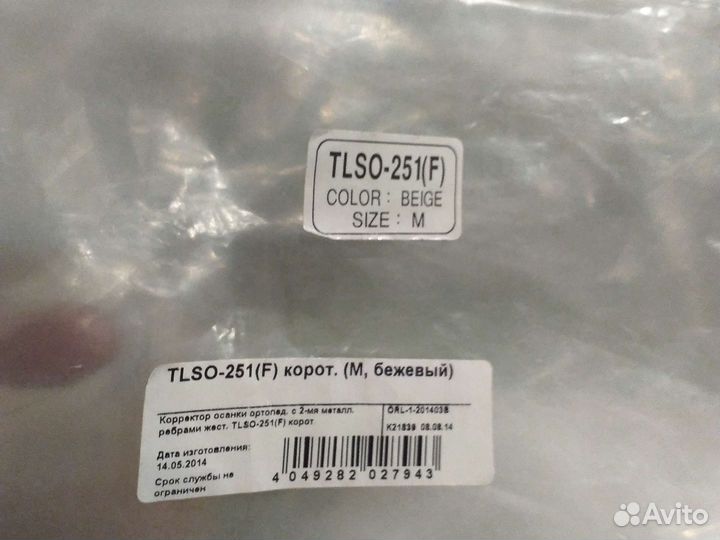 TLSO-251(F)
COLOR : BEIGE
SIZE : M
TLSO-251(F) корот. (М, бежевый)
Корректор осанки ортопед. с 2-мя металл.
ребрами жест. TLSO-251(F) корот
ORL-1-201403B
K21839 08.08.14
Дата изготовления:
14.05.2014
Срок службы не
ограничен
4 049282 027943
Avito